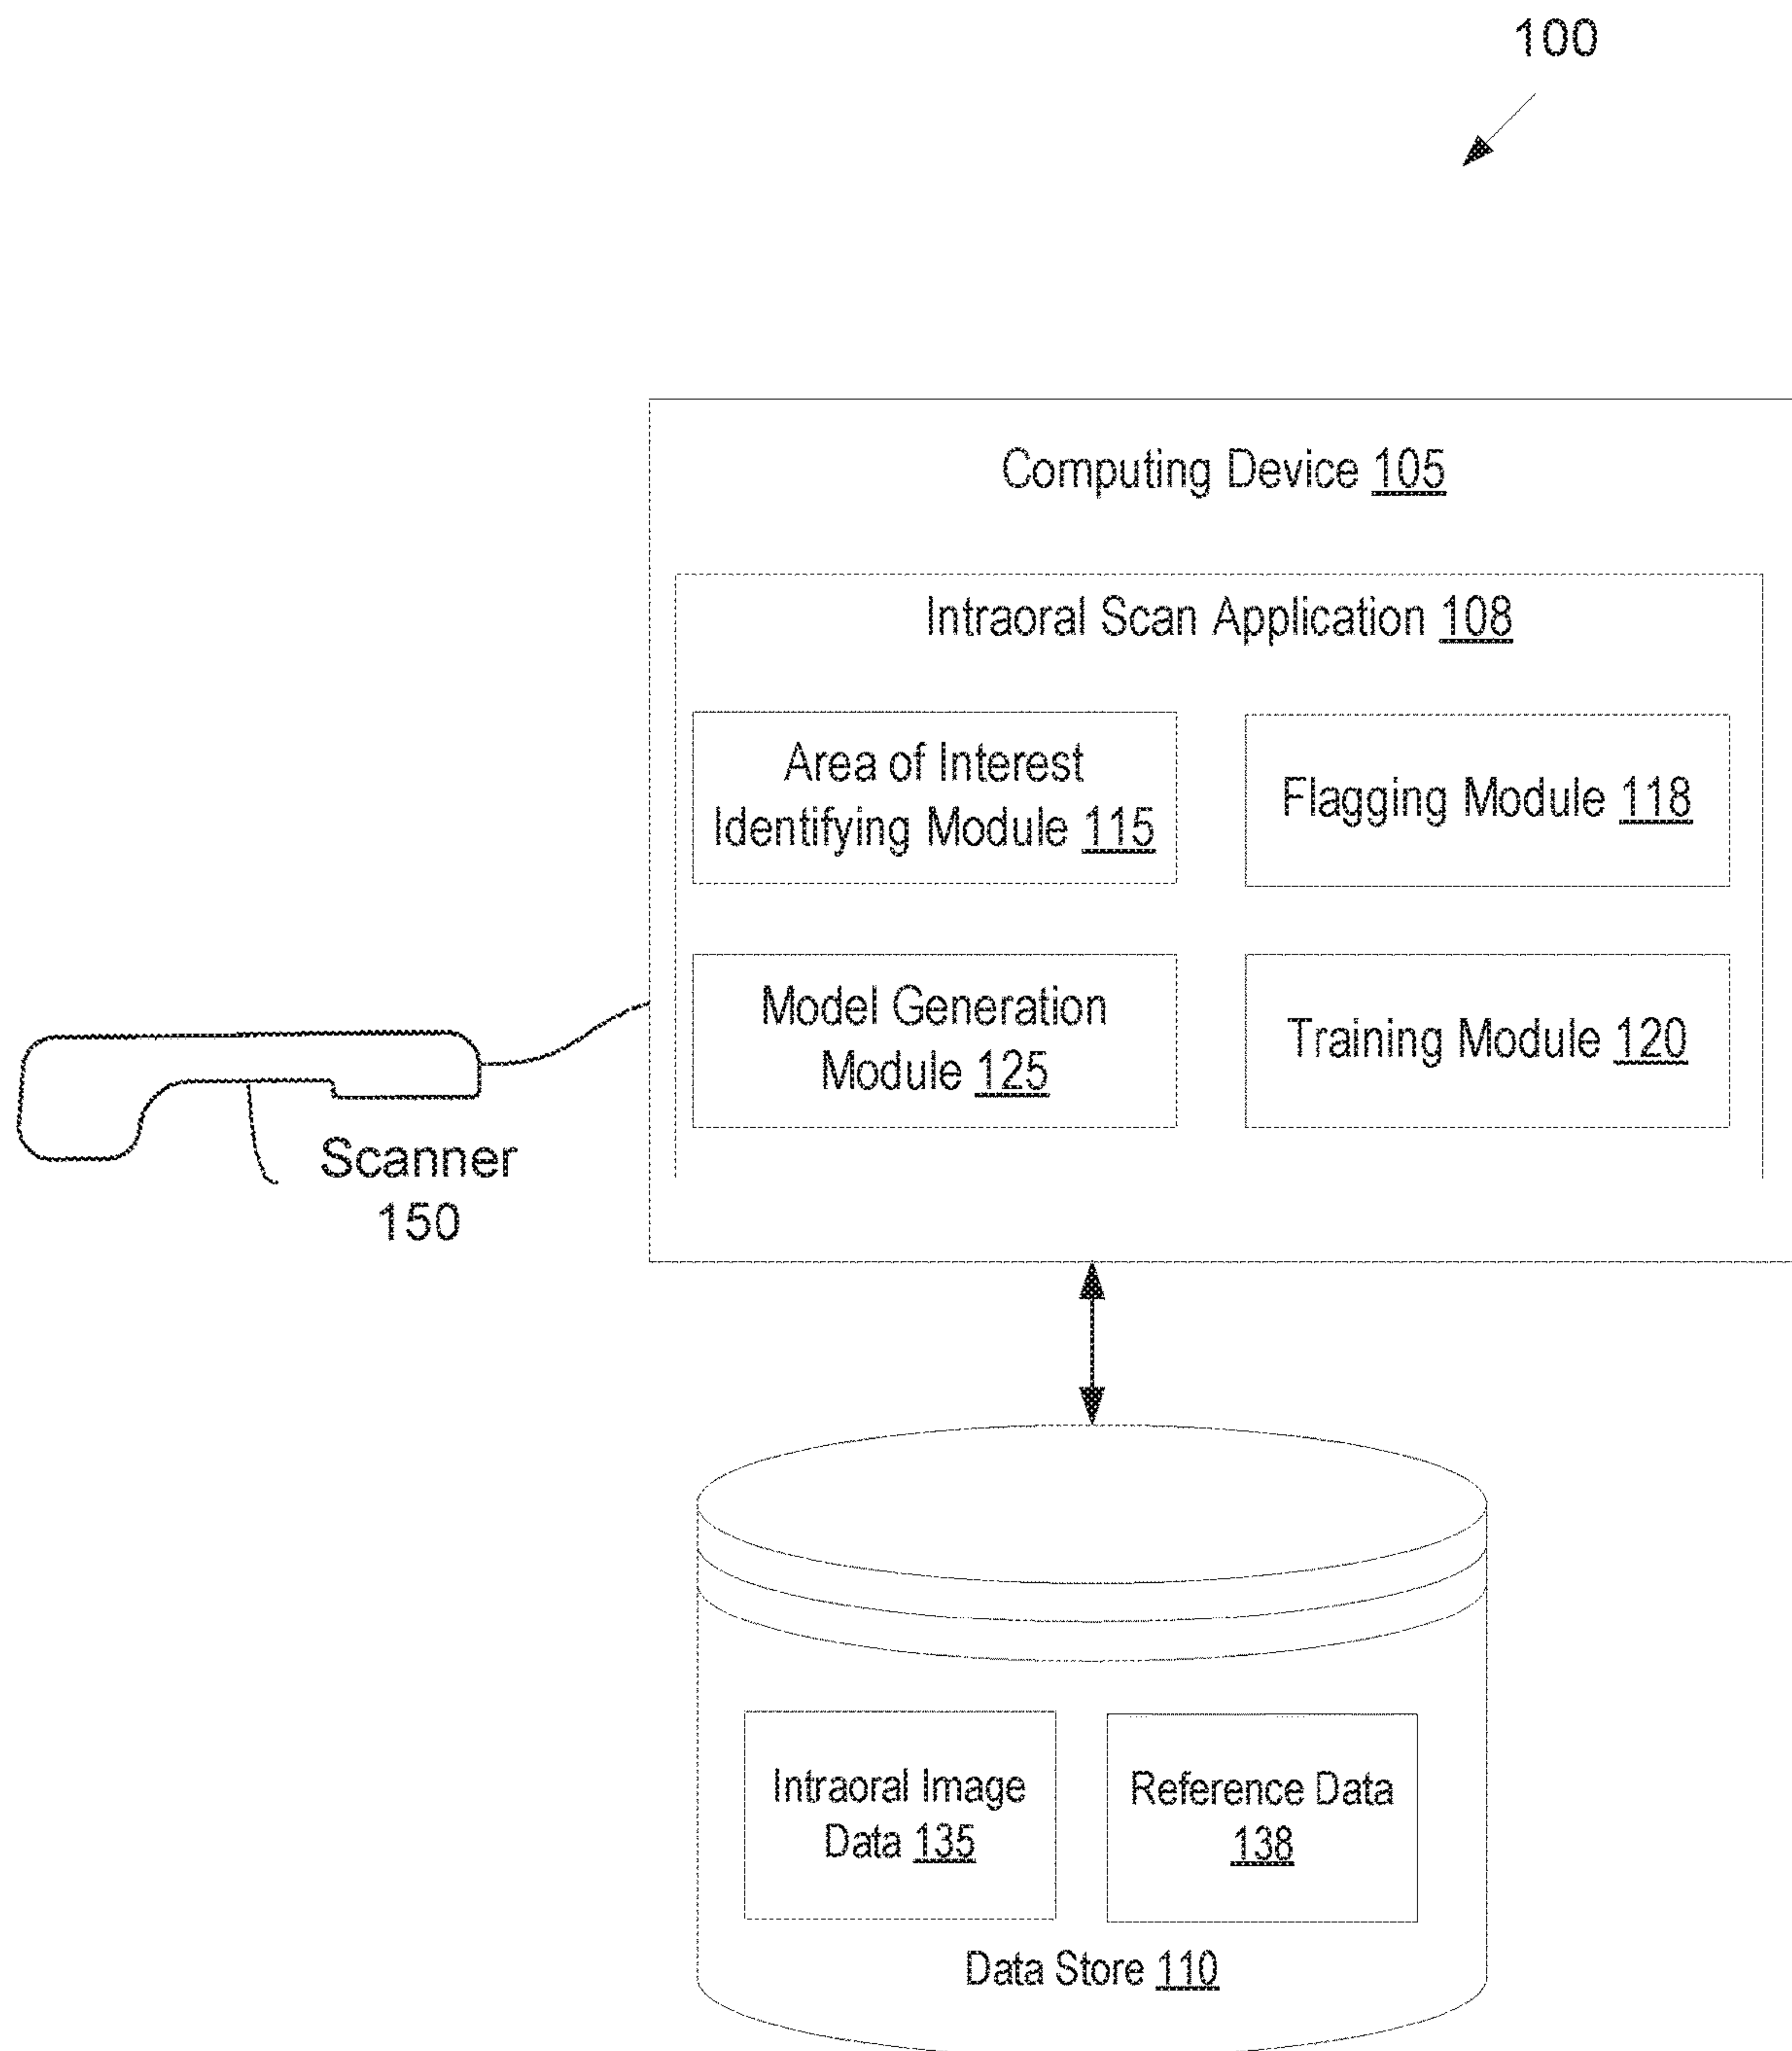 100
Computing Device 105
Intraoral Scan Application 108
Area of Interest
Identifying Module 115
Flagging Module 118
Model Generation
Module 125
Training Module 120
Scanner
150
Intraoral Image
Data 135
Reference Data
138
Data Store 110